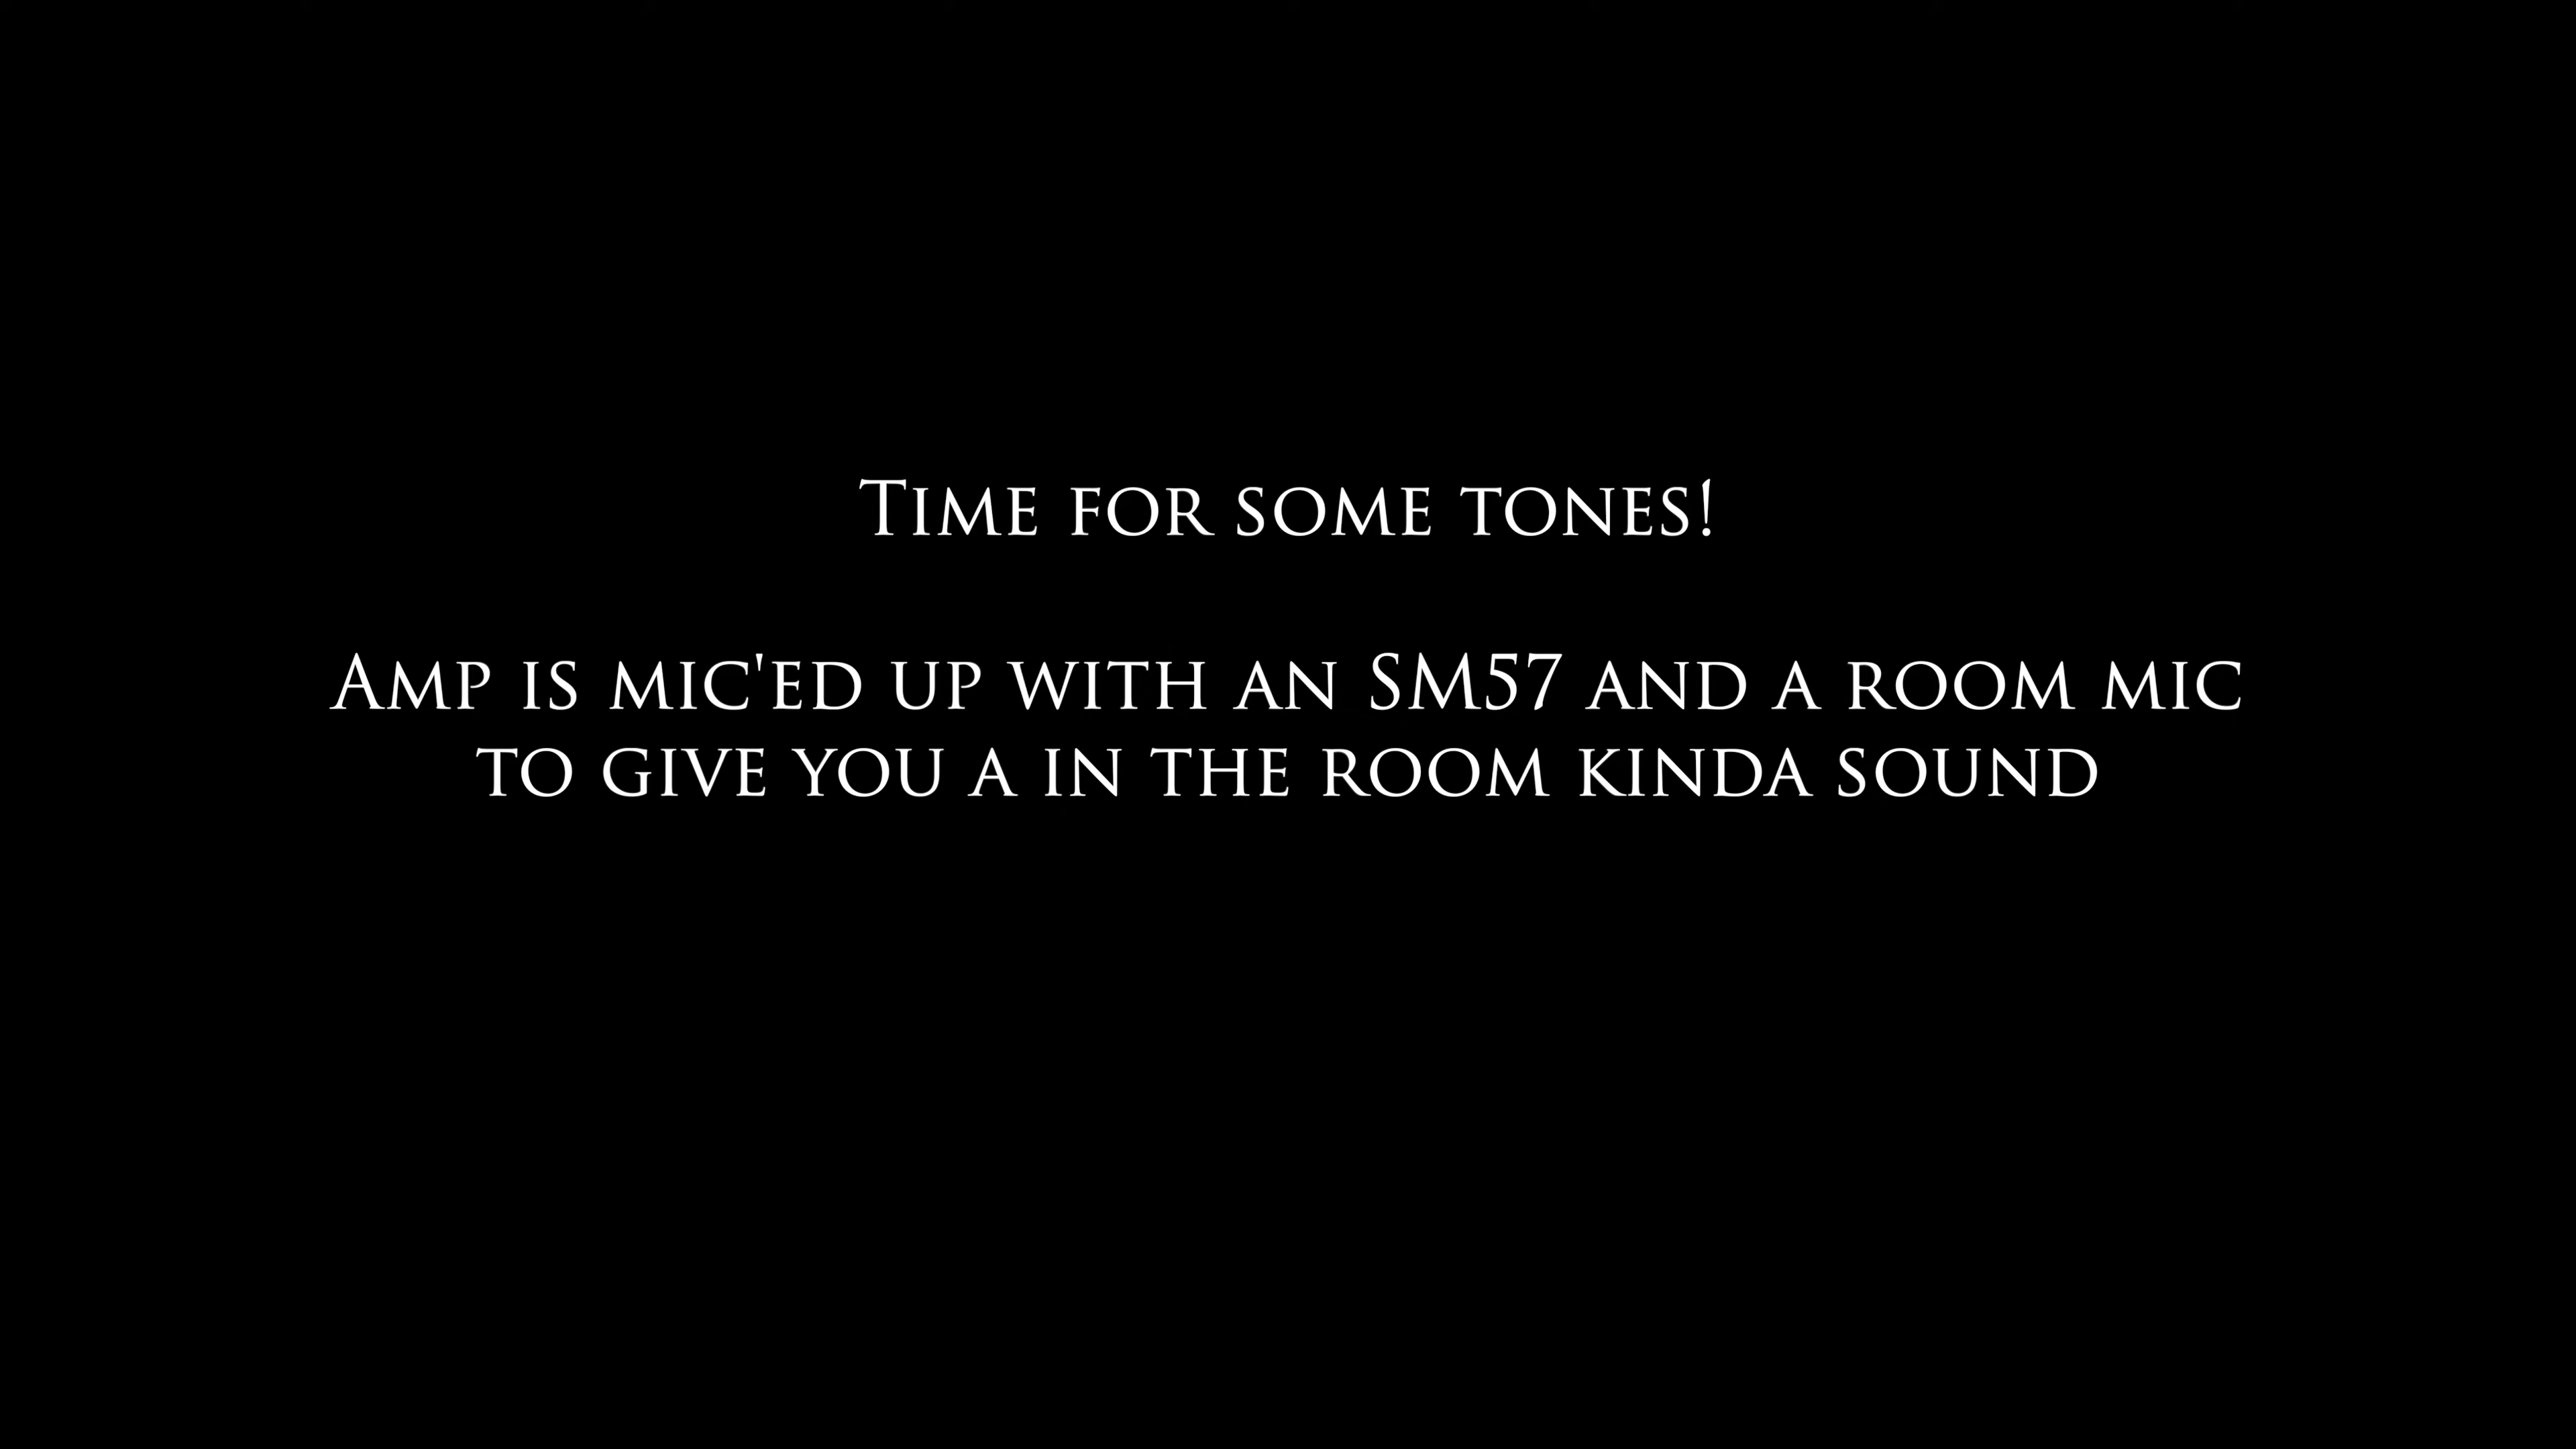 Time for some tones!
Amp is mic'ed up with an SM57 and a room mic
to give you a in the room kinda sound